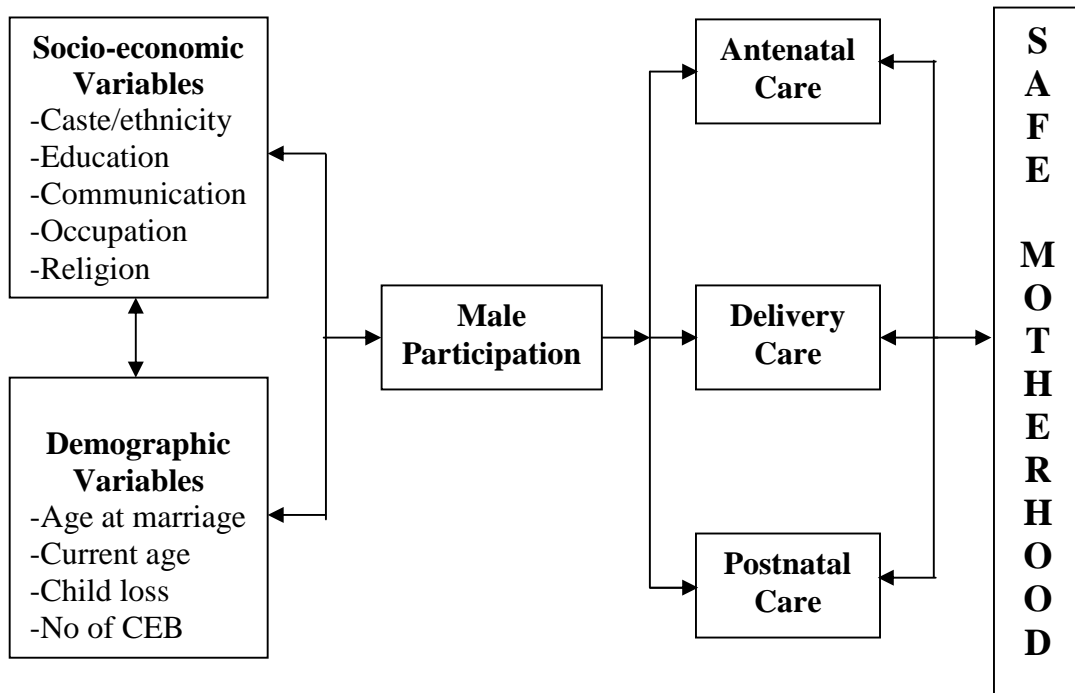 Socio-economic
Variables
-Caste/ethnicity
-Education
-Communication
-Occupation
-Religion
Demographic
Variables
-Age at marriage
-Current age
-Child loss
-No of CEB
Male
Participation
Antenatal
Care
Delivery
Care
Postnatal
Care
S
A
F
E
M
O
T
H
E
R
H
O
O
D